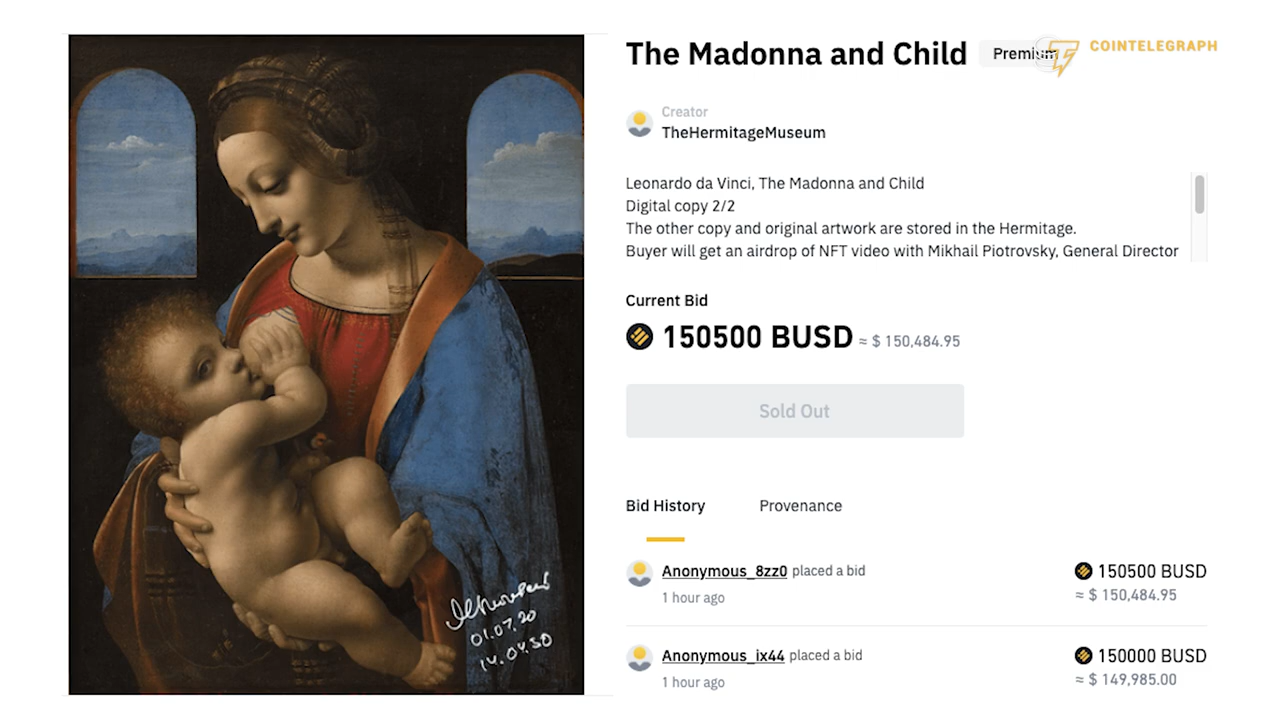 The Madonna and Child
Premium
COINTELEGRAPH
Creator
TheHermitageMuseum
Leonardo da Vinci, The Madonna and Child
Digital copy 2/2
The other copy and original artwork are stored in the Hermitage.
Buyer will get an airdrop of NFT video with Mikhail Piotrovsky, General Director
Current Bid
150500 BUSD ≈ $ 150,484.95
Sold Out
Bid History
Provenance
Anonymous_8zz0 placed a bid
150500 BUSD
1 hour ago
≈ $ 150,484.95
Anonymous_ix44 placed a bid
150000 BUSD
1 hour ago
≈ $ 149,985.00
01.07.20